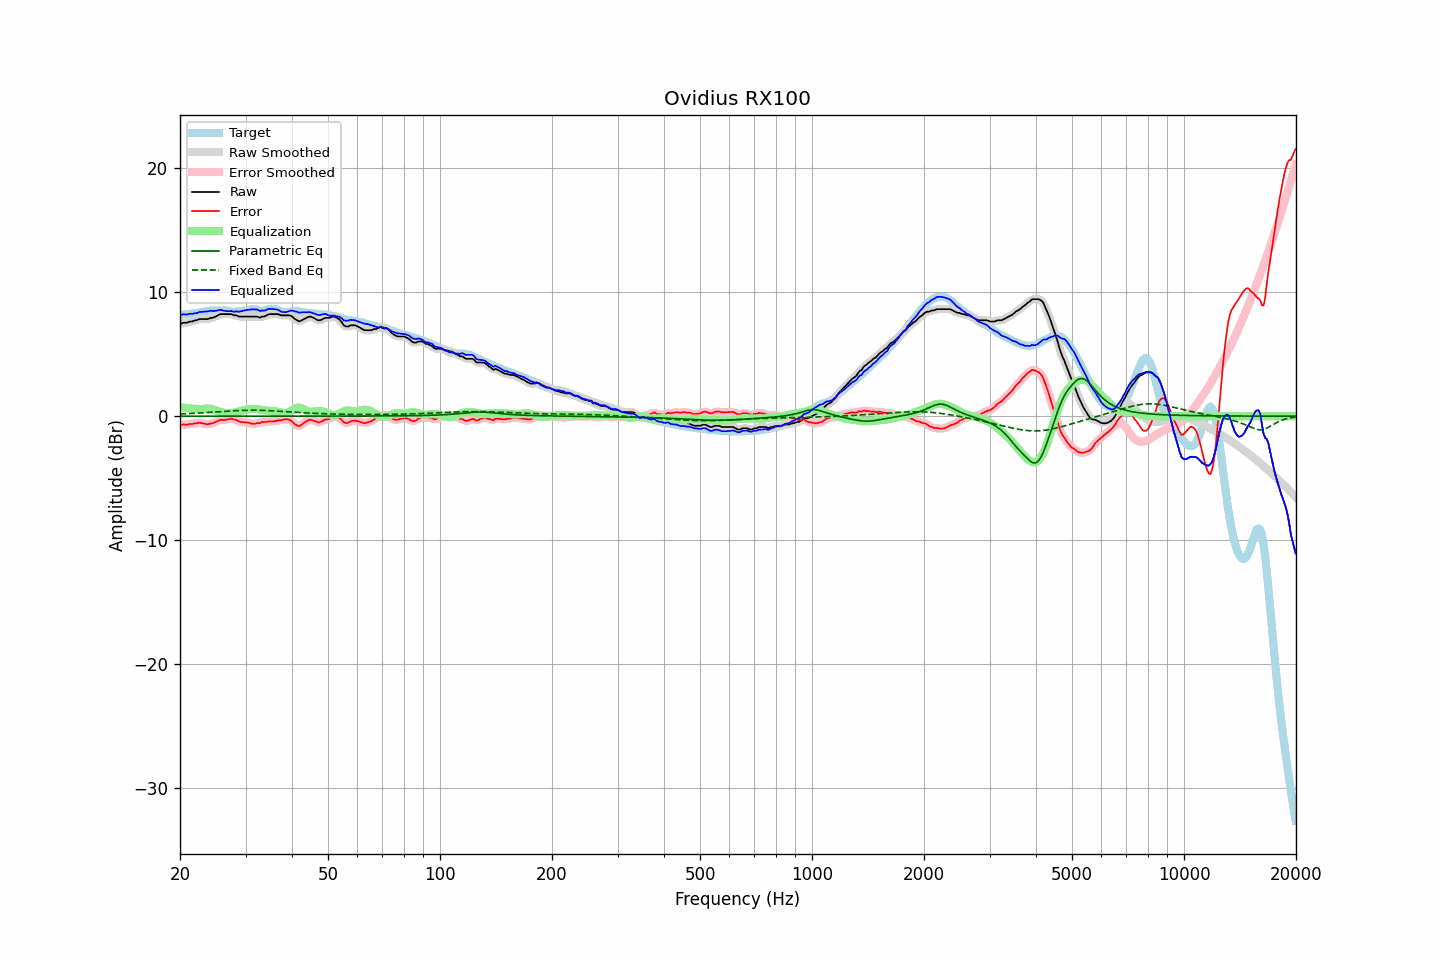 Ovidius RX100
Target
Raw Smoothed
Error Smoothed
Raw
Error
Equalization
Parametric Eq
Fixed Band Eq
Equalized
20
10
0
−10
−20
−30
Amplitude (dBr)
20 50 100 200 500 1000 2000 5000 10000 20000
Frequency (Hz)